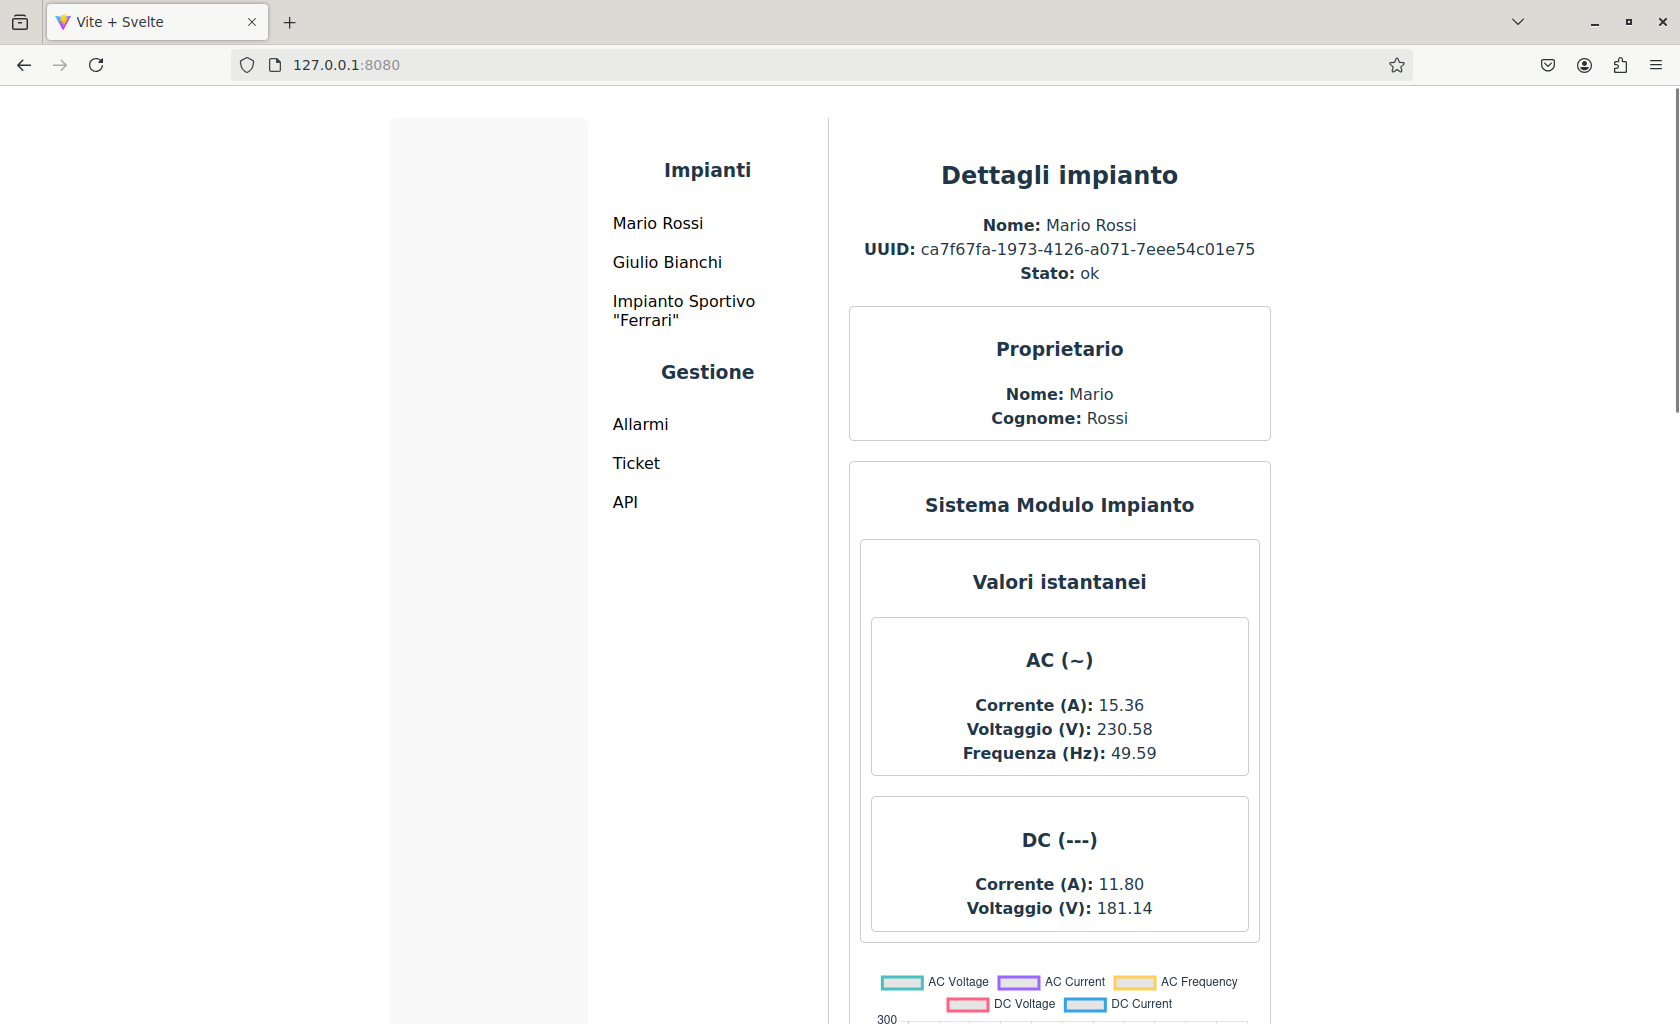 Vite + Svelte
127.0.0.1:8080
Impianti
Mario Rossi
Giulio Bianchi
Impianto Sportivo
"Ferrari"
Gestione
Allarmi
Ticket
API
Dettagli impianto
Nome: Mario Rossi
UUID: ca7f67fa-1973-4126-a071-7eee54c01e75
Stato: ok
Proprietario
Nome: Mario
Cognome: Rossi
Sistema Modulo Impianto
Valori istantanei
AC (~)
Corrente (A): 15.36
Voltaggio (V): 230.58
Frequenza (Hz): 49.59
DC (---)
Corrente (A): 11.80
Voltaggio (V): 181.14
AC Voltage AC Current AC Frequency
DC Voltage DC Current
300